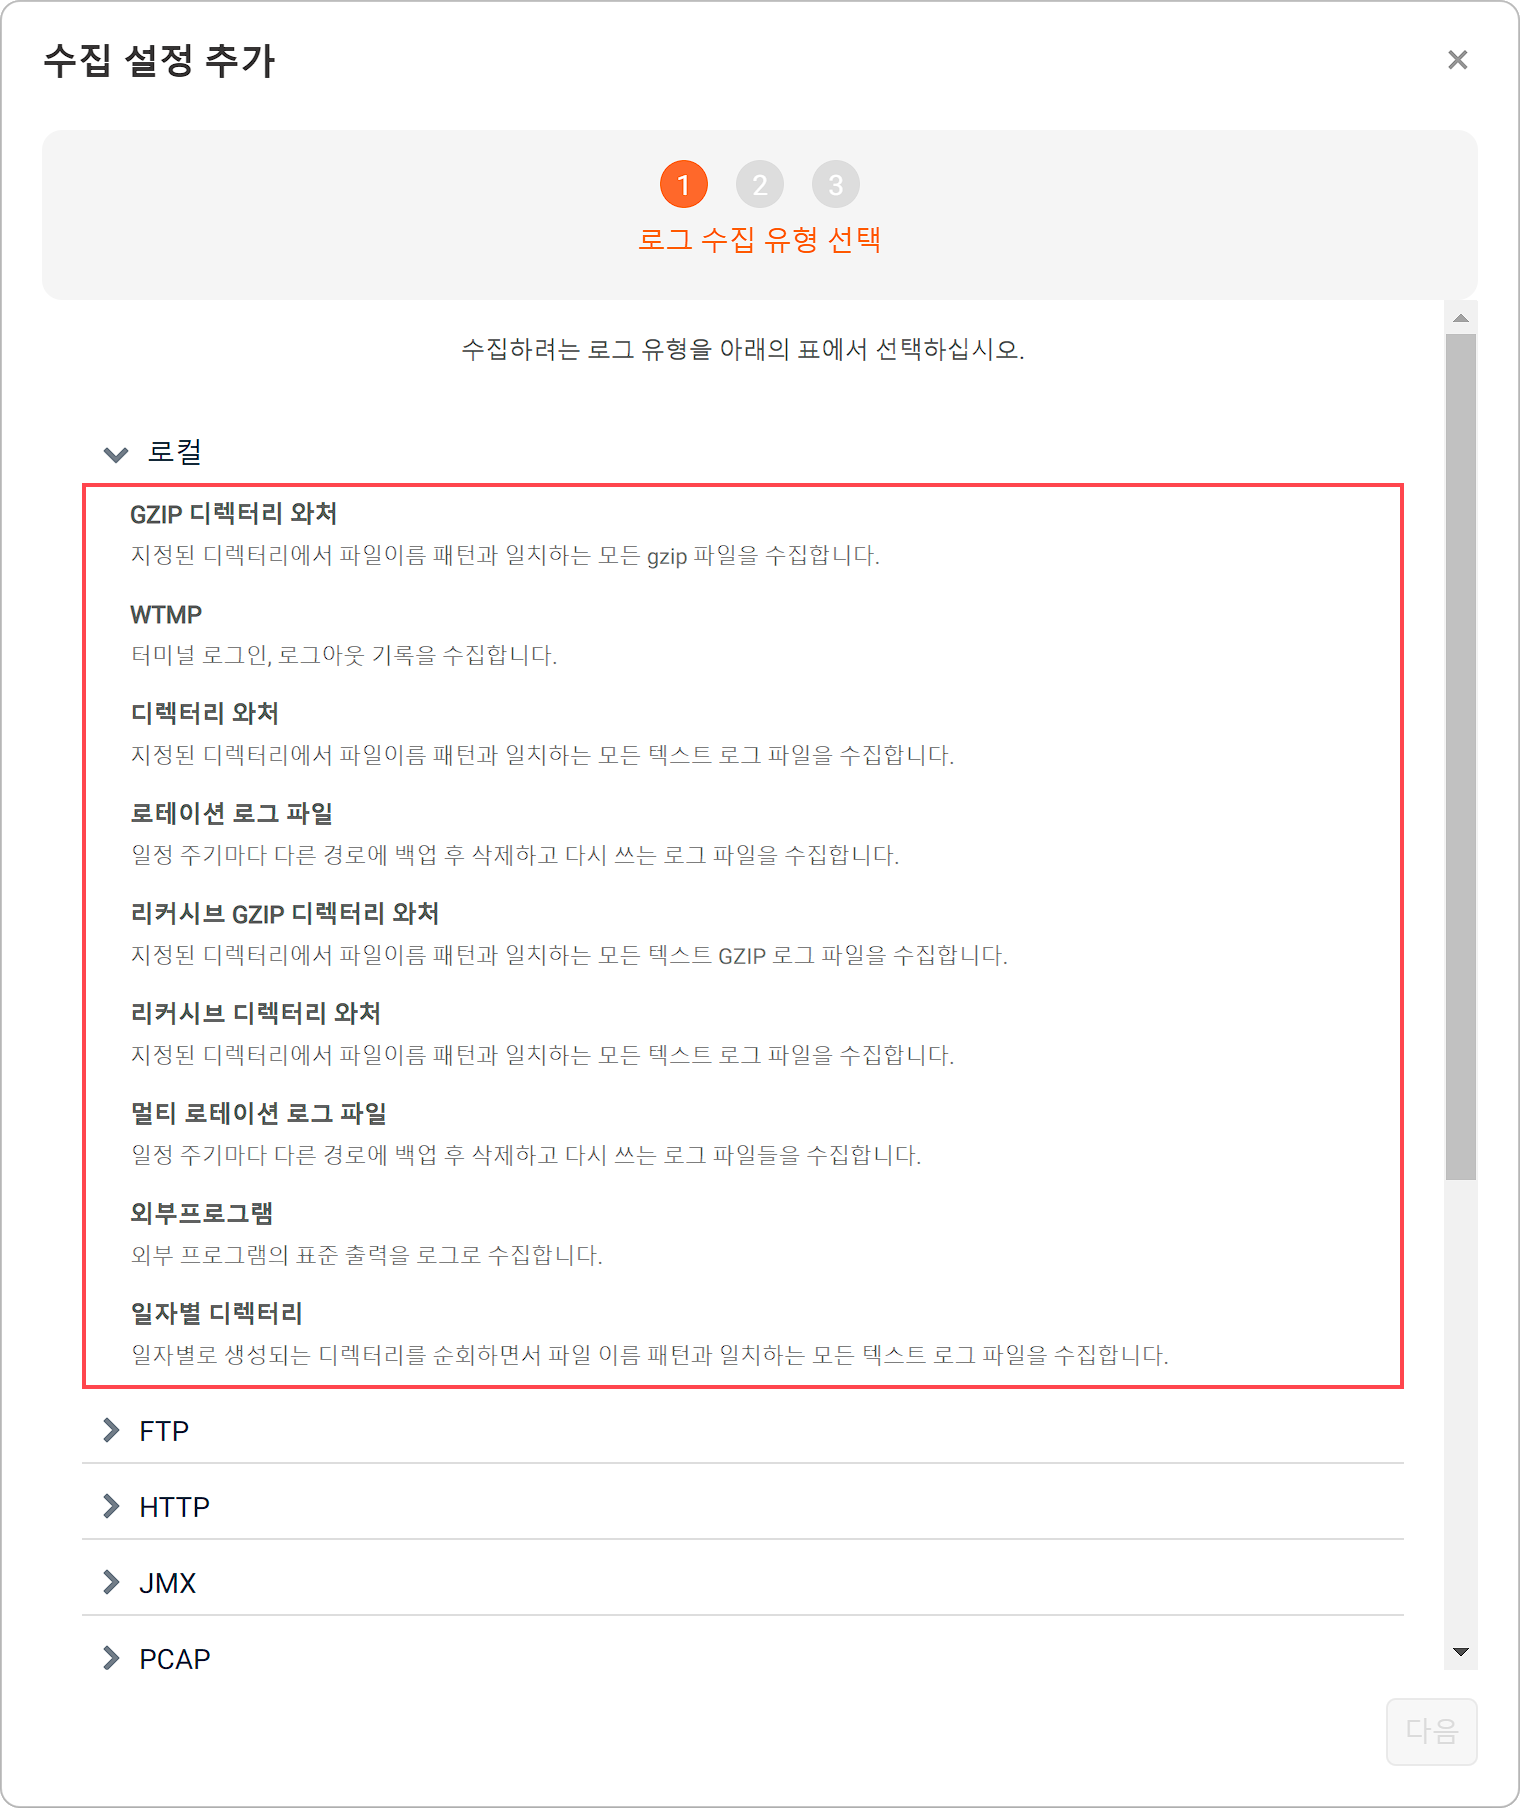 수집 설정 추가
1 2 3
로그 수집 유형 선택
수집하려는 로그 유형을 아래의 표에서 선택하십시오.
로컬
GZIP 디렉터리 와처
지정된 디렉터리에서 파일이름 패턴과 일치하는 모든 gzip 파일을 수집합니다.
WTMP
터미널 로그인, 로그아웃 기록을 수집합니다.
디렉터리 와처
지정된 디렉터리에서 파일이름 패턴과 일치하는 모든 텍스트 로그 파일을 수집합니다.
로테이션 로그 파일
일정 주기마다 다른 경로에 백업 후 삭제하고 다시 쓰는 로그 파일을 수집합니다.
리커시브 GZIP 디렉터리 와처
지정된 디렉터리에서 파일이름 패턴과 일치하는 모든 텍스트 GZIP 로그 파일을 수집합니다.
리커시브 디렉터리 와처
지정된 디렉터리에서 파일이름 패턴과 일치하는 모든 텍스트 로그 파일을 수집합니다.
멀티 로테이션 로그 파일
일정 주기마다 다른 경로에 백업 후 삭제하고 다시 쓰는 로그 파일들을 수집합니다.
외부프로그램
외부 프로그램의 표준 출력을 로그로 수집합니다.
일자별 디렉터리
일자별로 생성되는 디렉터리를 순회하면서 파일 이름 패턴과 일치하는 모든 텍스트 로그 파일을 수집합니다.
FTP
HTTP
JMX
PCAP
다음